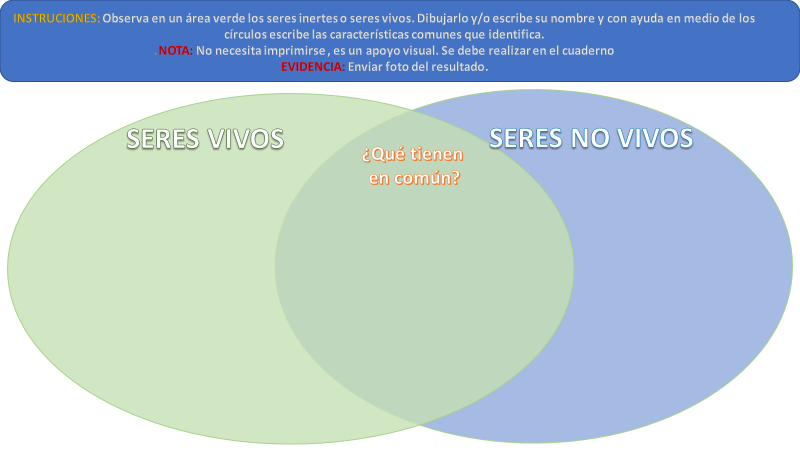 INSTRUCIONES: Observa en un área verde los seres inertes o seres vivos. Dibujarlo y/o escribe su nombre y con ayuda en medio de los
círculos escribe las características comunes que identifica.
NOTA: No necesita imprimirse , es un apoyo visual. Se debe realizar en el cuaderno
EVIDENCIA: Enviar foto del resultado.
SERES VIVOS
SERES NO VIVOS
¿Qué tienen
en común?